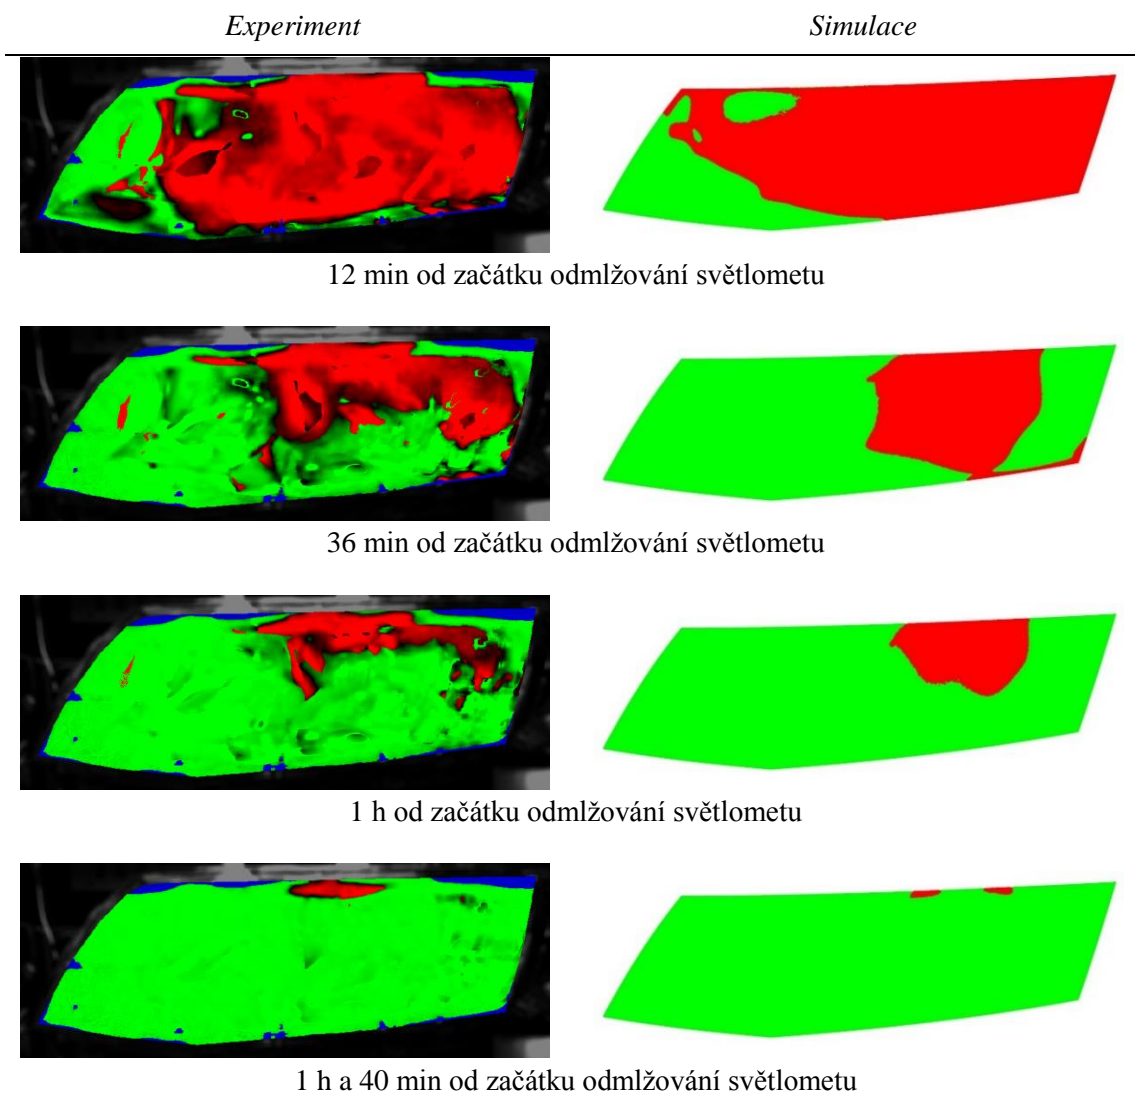 Experiment Simulace
12 min od začátku odmlžování světlometu
36 min od začátku odmlžování světlometu
1 h od začátku odmlžování světlometu
1 h a 40 min od začátku odmlžování světlometu